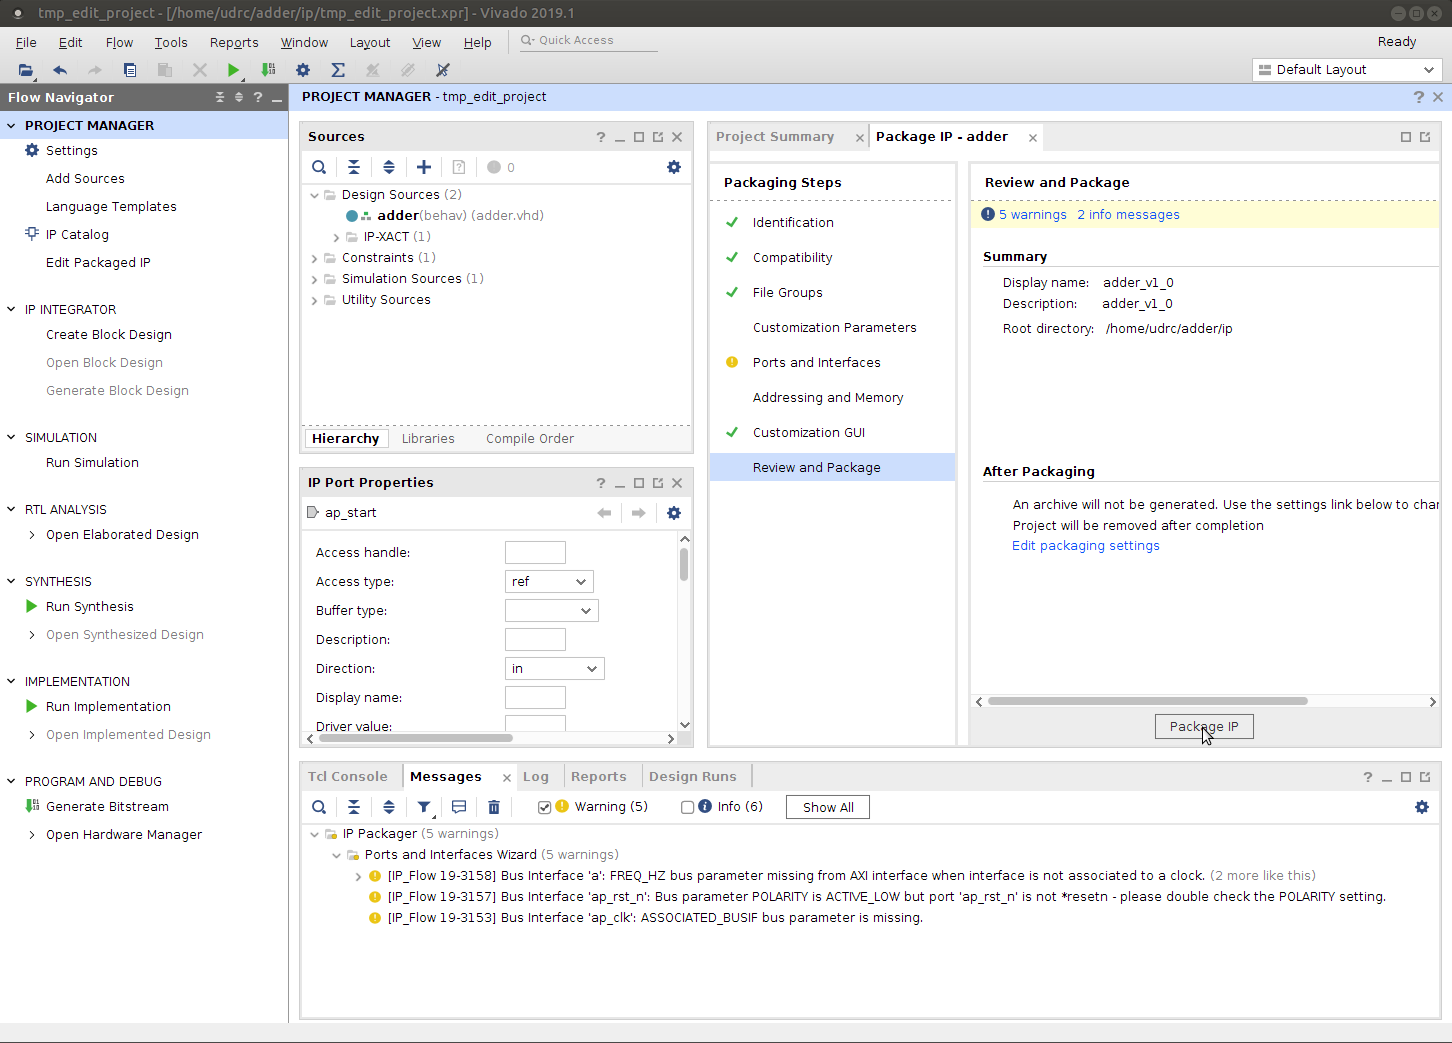 tmp_edit_project - [/home/udrc/adder/ip/tmp_edit_project.xpr] - Vivado 2019.1
File Edit Flow Tools Reports Window Layout View Help Quick Access Ready
Default Layout
Flow Navigator
PROJECT MANAGER
Settings
Add Sources
Language Templates
IP Catalog
Edit Packaged IP
IP INTEGRATOR
Create Block Design
Open Block Design
Generate Block Design
SIMULATION
Run Simulation
RTL ANALYSIS
Open Elaborated Design
SYNTHESIS
Run Synthesis
Open Synthesized Design
IMPLEMENTATION
Run Implementation
Open Implemented Design
PROGRAM AND DEBUG
Generate Bitstream
Open Hardware Manager
PROJECT MANAGER - tmp_edit_project
Sources
0
Design Sources (2)
adder(behav) (adder.vhd)
IP-XACT (1)
Constraints (1)
Simulation Sources (1)
Utility Sources
Hierarchy Libraries Compile Order
IP Port Properties
ap_start
Access handle:
Access type: ref
Buffer type:
Description:
Direction: in
Display name:
Driver value:
Project Summary Package IP - adder
Packaging Steps
Identification
Compatibility
File Groups
Customization Parameters
Ports and Interfaces
Addressing and Memory
Customization GUI
Review and Package
Review and Package
5 warnings 2 info messages
Summary
Display name: adder_v1_0
Description: adder_v1_0
Root directory: /home/udrc/adder/ip
After Packaging
An archive will not be generated. Use the settings link below to char
Project will be removed after completion
Edit packaging settings
Package IP
Tcl Console Messages Log Reports Design Runs
Warning (5) Info (6) Show All
IP Packager (5 warnings)
Ports and Interfaces Wizard (5 warnings)
[IP_Flow 19-3158] Bus Interface 'a': FREQ_HZ bus parameter missing from AXI interface when interface is not associated to a clock. (2 more like this)
[IP_Flow 19-3157] Bus Interface 'ap_rst_n': Bus parameter POLARITY is ACTIVE_LOW but port 'ap_rst_n' is not *resetn - please double check the POLARITY setting.
[IP_Flow 19-3153] Bus Interface 'ap_clk': ASSOCIATED_BUSIF bus parameter is missing.